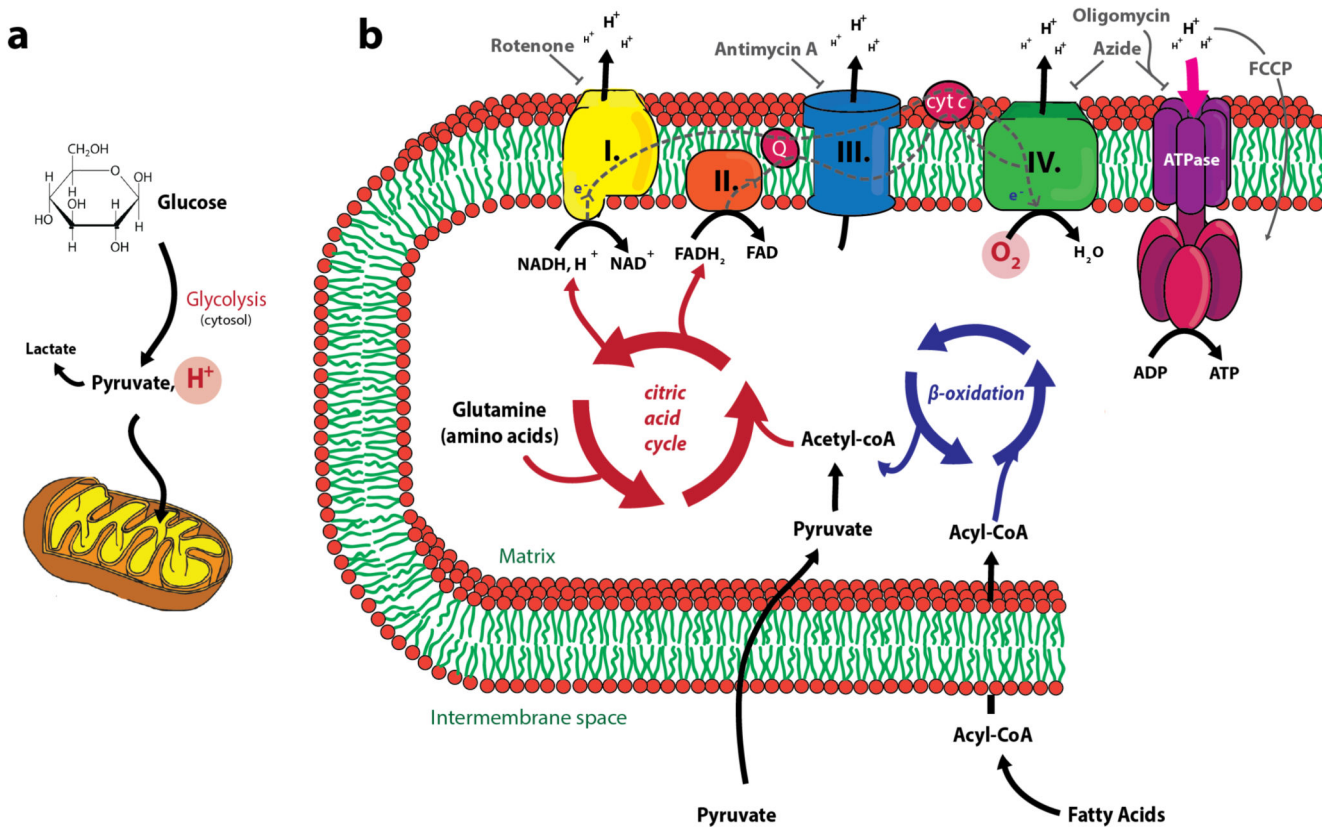 a
CH₂OH
H
O
OH
H
OH
H
HO
H
H
OH
Glucose
Glycolysis
(cytosol)
Lactate
Pyruvate, H⁺
b
Rotenone
H⁺ H⁺ H⁺
Antimycin A
H⁺ H⁺ H⁺
H⁺ H⁺ H⁺
Oligomycin
Azide
H⁺ H⁺ H⁺
FCCP
I.
e⁻
II.
Q
III.
cyt c
IV.
e⁻
ATPase
NADH, H⁺
NAD⁺
FADH₂
FAD
O₂
H₂O
ADP
ATP
citric
acid
cycle
β-oxidation
Glutamine
(amino acids)
Acetyl-coA
Pyruvate
Acyl-CoA
Matrix
Intermembrane space
Acyl-CoA
Pyruvate
Fatty Acids